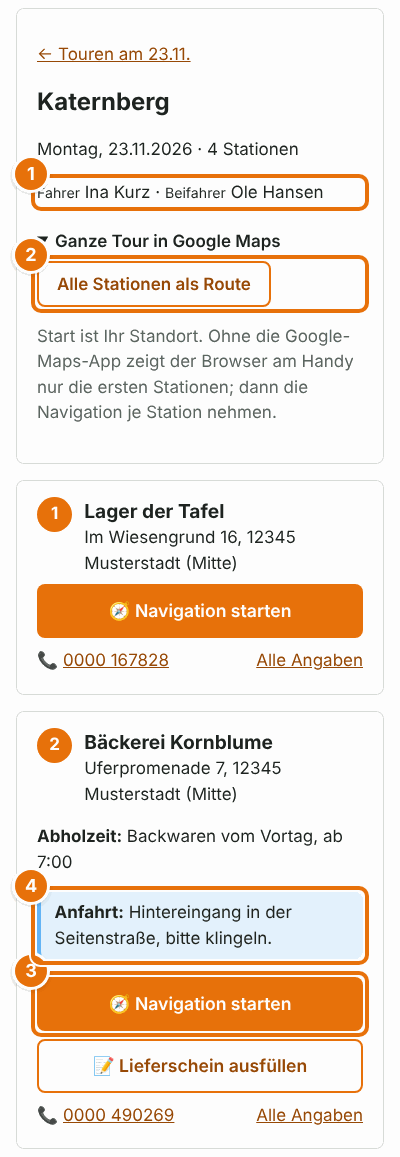 ← Touren am 23.11.
Katernberg
Montag, 23.11.2026 · 4 Stationen
1
Fahrer Ina Kurz · Beifahrer Ole Hansen
▼ Ganze Tour in Google Maps
2
Alle Stationen als Route
Start ist Ihr Standort. Ohne die Google-
Maps-App zeigt der Browser am Handy
nur die ersten Stationen; dann die
Navigation je Station nehmen.
1 Lager der Tafel
Im Wiesengrund 16, 12345
Musterstadt (Mitte)
🧭 Navigation starten
📞 0000 167828 Alle Angaben
2 Bäckerei Kornblume
Uferpromenade 7, 12345
Musterstadt (Mitte)
Abholzeit: Backwaren vom Vortag, ab
7:00
4
Anfahrt: Hintereingang in der
Seitenstraße, bitte klingeln.
3
🧭 Navigation starten
📝 Lieferschein ausfüllen
📞 0000 490269 Alle Angaben